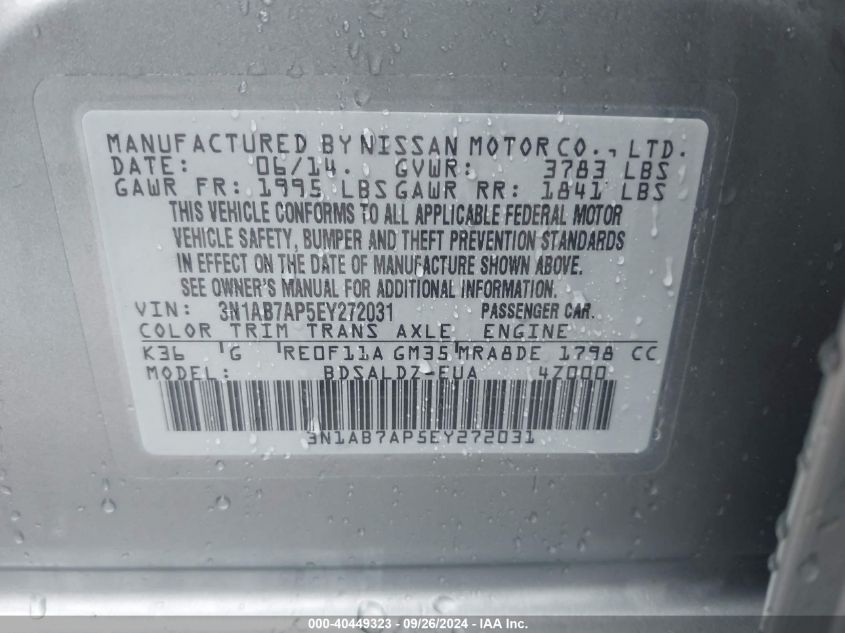 MANUFACTURED BY NISSAN MOTOR CO., LTD.
DATE: 06/14. GVWR: 3783 LBS
GAWR FR: 1995 LBS GAWR RR: 1841 LBS
THIS VEHICLE CONFORMS TO ALL APPLICABLE FEDERAL MOTOR
VEHICLE SAFETY, BUMPER AND THEFT PREVENTION STANDARDS
IN EFFECT ON THE DATE OF MANUFACTURE SHOWN ABOVE.
SEE OWNER'S MANUAL FOR ADDITIONAL INFORMATION.
VIN: 3N1AB7AP5EY272031 PASSENGER CAR.
COLOR TRIM TRANS AXLE ENGINE
K36 G RE0F11A GM35 MRA8DE 1798 CC
MODEL: BDSALDZ-EUA 4Z000
3N1AB7AP5EY272031
000-40449323 - 09/26/2024 - IAA, Inc.